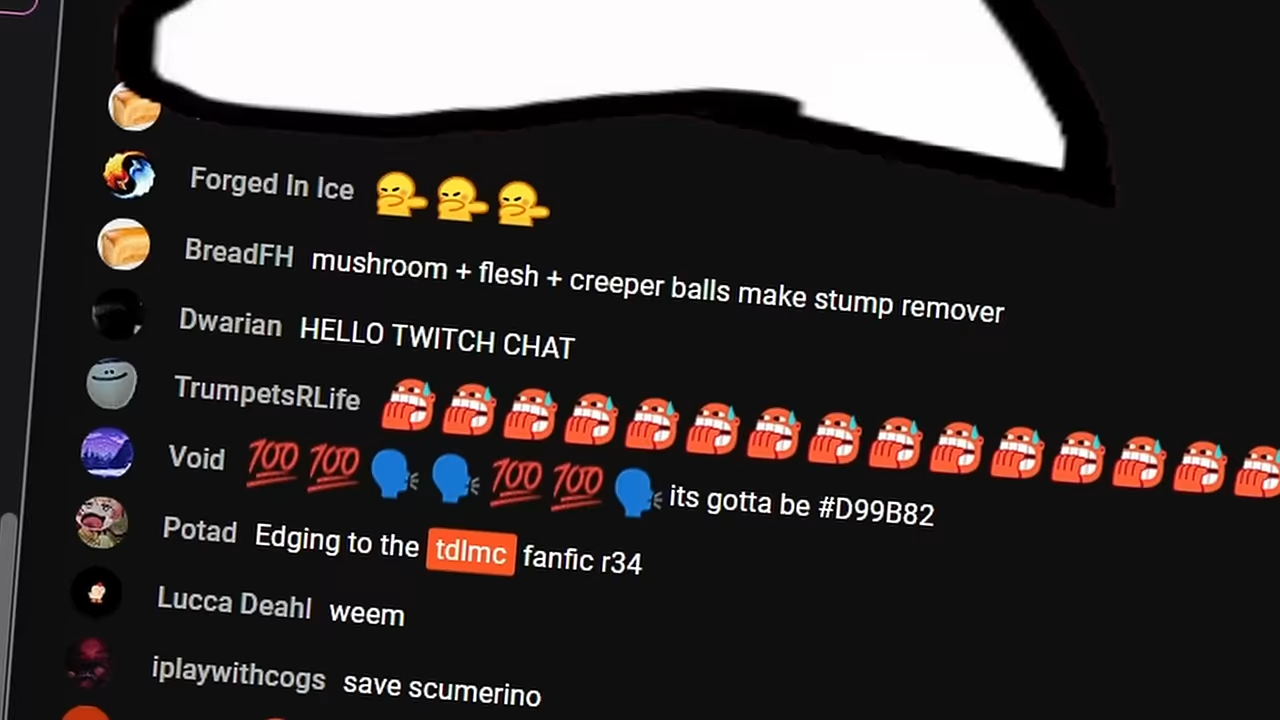 Forged In Ice
BreadFH mushroom + flesh + creeper balls make stump remover
Dwarian HELLO TWITCH CHAT
TrumpetsRLife
Void 💯💯🗣️🗣️💯💯🗣️ its gotta be #D99B82
Potad Edging to the tdlmc fanfic r34
Lucca Deahl weem
iplaywithcogs save scumerino